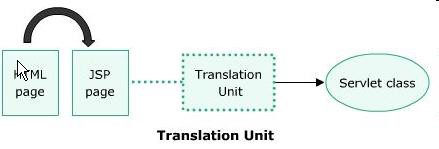 HTML
page
JSP
page
Translation
Unit
Servlet class
Translation Unit